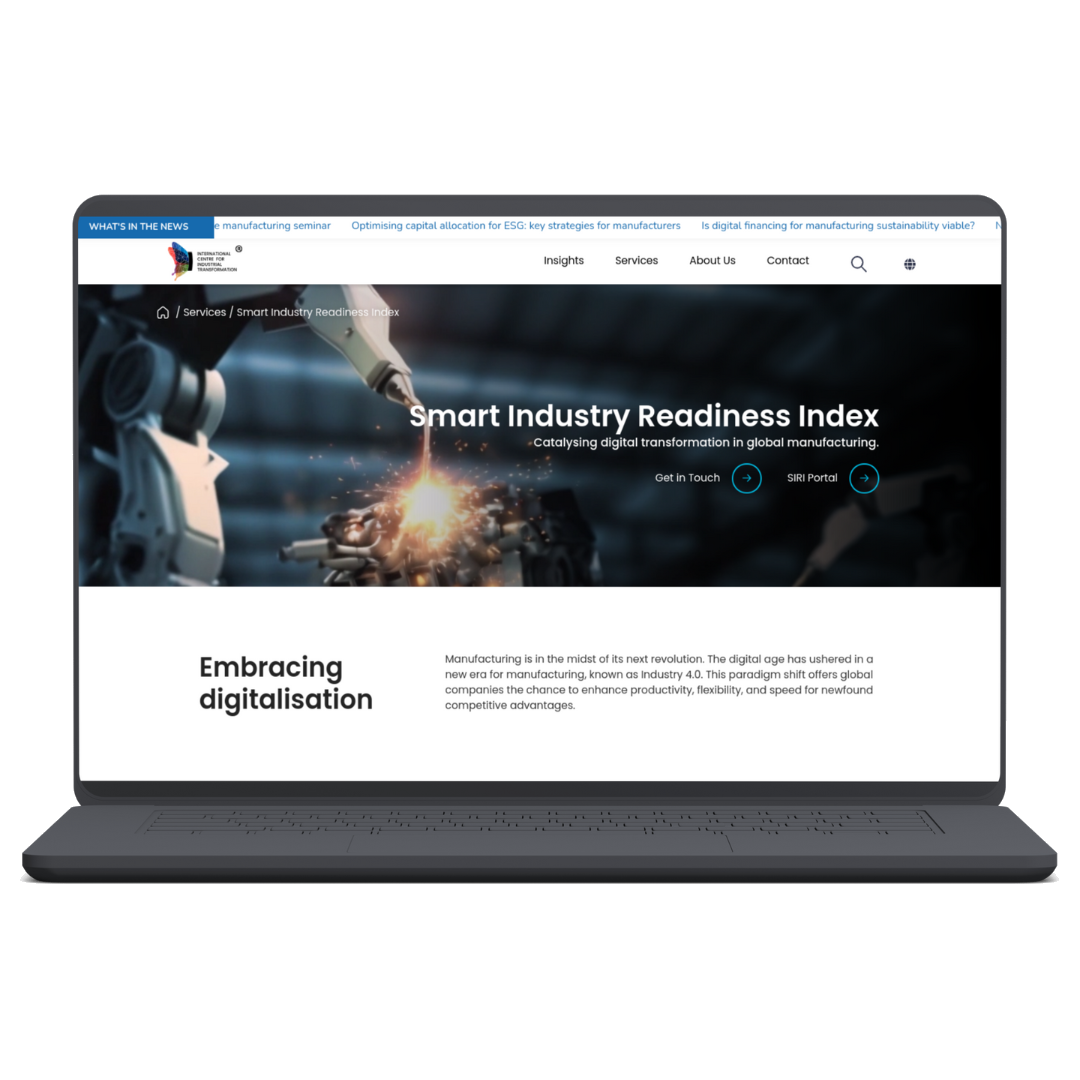 WHAT'S IN THE NEWS e manufacturing seminar Optimising capital allocation for ESG: key strategies for manufacturers Is digital financing for manufacturing sustainability viable? N
INTERNATIONAL
CENTRE FOR
INDUSTRIAL
TRANSFORMATION
®
Insights Services About Us Contact
/ Services / Smart Industry Readiness Index
Smart Industry Readiness Index
Catalysing digital transformation in global manufacturing.
Get in Touch SIRI Portal
Embracing
digitalisation
Manufacturing is in the midst of its next revolution. The digital age has ushered in a
new era for manufacturing, known as Industry 4.0. This paradigm shift offers global
companies the chance to enhance productivity, flexibility, and speed for newfound
competitive advantages.